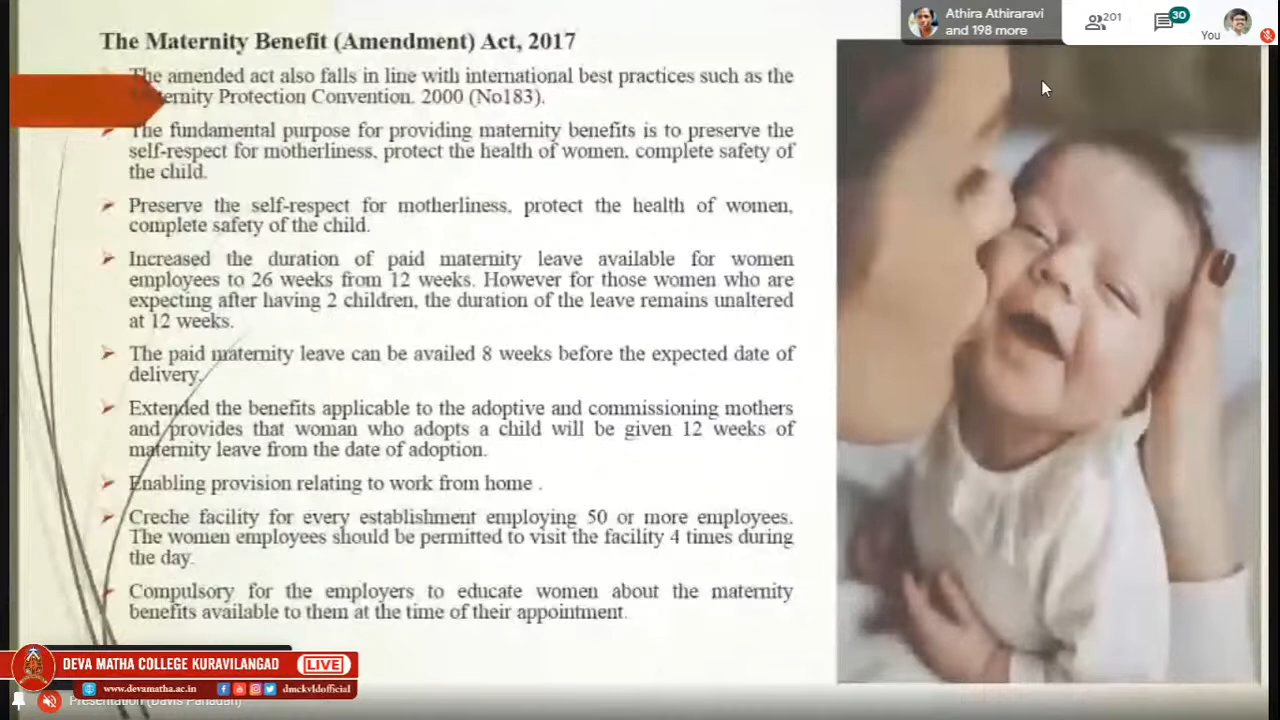 The Maternity Benefit (Amendment) Act, 2017
The amended act also falls in line with international best practices such as the
Protection Convention. 2000 (No183).
The fundamental purpose for providing maternity benefits is to preserve the
self-respect for motherliness. protect the health of women. complete safety of
the child.
Preserve the self-respect for motherliness. protect the health of women.
complete safety of the child.
Increased the duration of paid maternity leave available for women
employees to 26 weeks from 12 weeks. However for those women who are
expecting after having 2 children, the duration of the leave remains unaltered
at 12 weeks.
The paid maternity leave can be availed 8 weeks before the expected date of
delivery.
Extended the benefits applicable to the adoptive and commissioning mothers
and provides that woman who adopts a child will be given 12 weeks of
maternity leave from the date of adoption.
Enabling provision relating to work from home .
Creche facility for every establishment employing 50 or more employees.
The women employees should be permitted to visit the facility 4 times during
the day.
Compulsory for the employers to educate women about the maternity
benefits available to them at the time of their appointment.
Athira Athiraravi
and 198 more
201
30
You
DEVA MATHA COLLEGE KURAVILANGAD
LIVE
www.devamatha.ac.in
dmckvldofficial
Presentation (Davis Panadan)